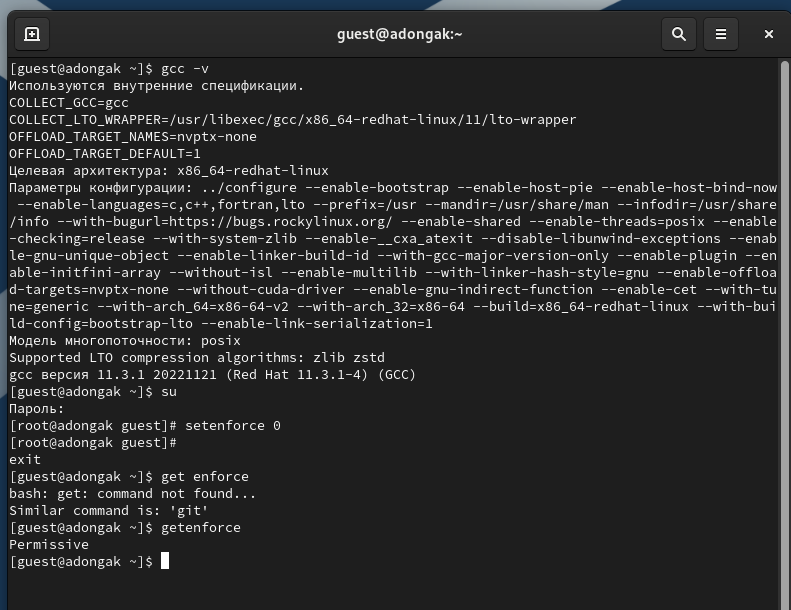 guest@adongak:~
[guest@adongak ~]$ gcc -v
Используются внутренние спецификации.
COLLECT_GCC=gcc
COLLECT_LTO_WRAPPER=/usr/libexec/gcc/x86_64-redhat-linux/11/lto-wrapper
OFFLOAD_TARGET_NAMES=nvptx-none
OFFLOAD_TARGET_DEFAULT=1
Целевая архитектура: x86_64-redhat-linux
Параметры конфигурации: ../configure --enable-bootstrap --enable-host-pie --enable-host-bind-now
 --enable-languages=c,c++,fortran,lto --prefix=/usr --mandir=/usr/share/man --infodir=/usr/share
/info --with-bugurl=https://bugs.rockylinux.org/ --enable-shared --enable-threads=posix --enable
-checking=release --with-system-zlib --enable-__cxa_atexit --disable-libunwind-exceptions --enab
le-gnu-unique-object --enable-linker-build-id --with-gcc-major-version-only --enable-plugin --en
able-initfini-array --without-isl --enable-multilib --with-linker-hash-style=gnu --enable-offloa
d-targets=nvptx-none --without-cuda-driver --enable-gnu-indirect-function --enable-cet --with-tu
ne=generic --with-arch_64=x86-64-v2 --with-arch_32=x86-64 --build=x86_64-redhat-linux --with-bui
ld-config=bootstrap-lto --enable-link-serialization=1
Модель многопоточности: posix
Supported LTO compression algorithms: zlib zstd
gcc версия 11.3.1 20221121 (Red Hat 11.3.1-4) (GCC)
[guest@adongak ~]$ su
Пароль:
[root@adongak guest]# setenforce 0
[root@adongak guest]#
exit
[guest@adongak ~]$ get enforce
bash: get: command not found...
Similar command is: 'git'
[guest@adongak ~]$ getenforce
Permissive
[guest@adongak ~]$